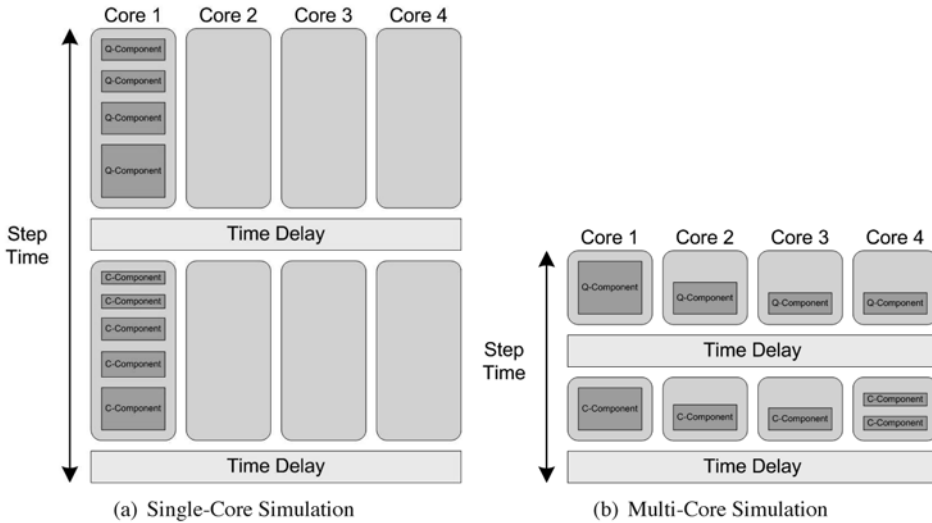 Core 1 Core 2 Core 3 Core 4
Q-Component
Q-Component
Q-Component
Q-Component
Time Delay
Step
Time
C-Component
C-Component
C-Component
C-Component
C-Component
Time Delay
(a) Single-Core Simulation
Core 1 Core 2 Core 3 Core 4
Q-Component
Q-Component
Q-Component
Q-Component
Time Delay
Step
Time
C-Component
C-Component
C-Component
C-Component
C-Component
Time Delay
(b) Multi-Core Simulation